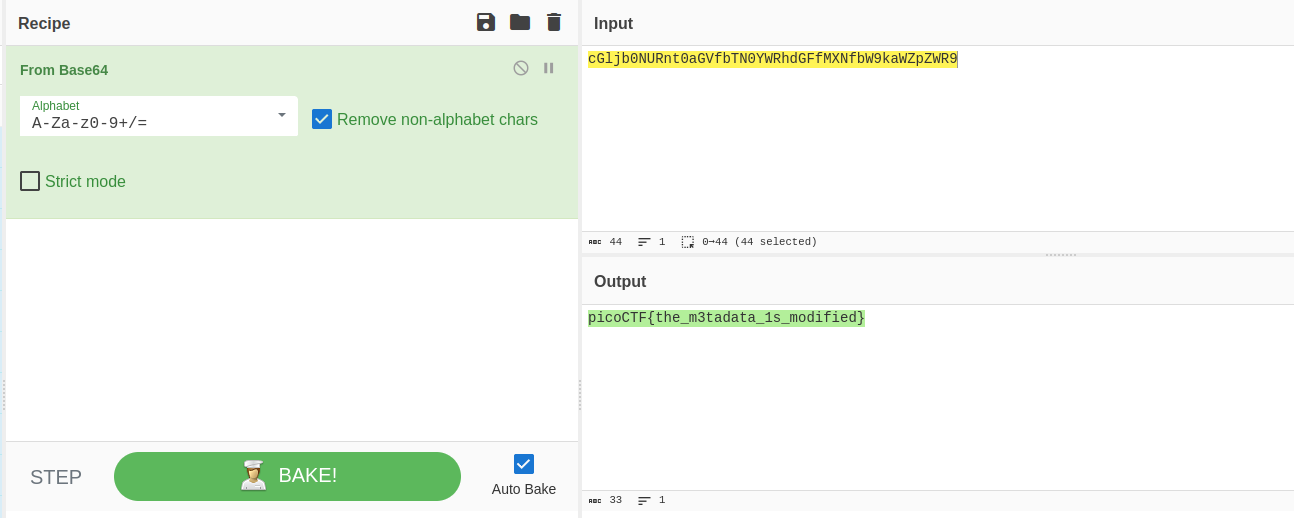 Recipe
From Base64
Alphabet
A-Za-z0-9+/=
Remove non-alphabet chars
Strict mode
STEP
BAKE!
Auto Bake
Input
cGljb0NURnt0aGVfbTN0YWRhdGFfMXNfbW9kaWZpZWR9
ABC 44 1 0→44 (44 selected)
Output
picoCTF{the_m3tadata_1s_modified}
ABC 33 1